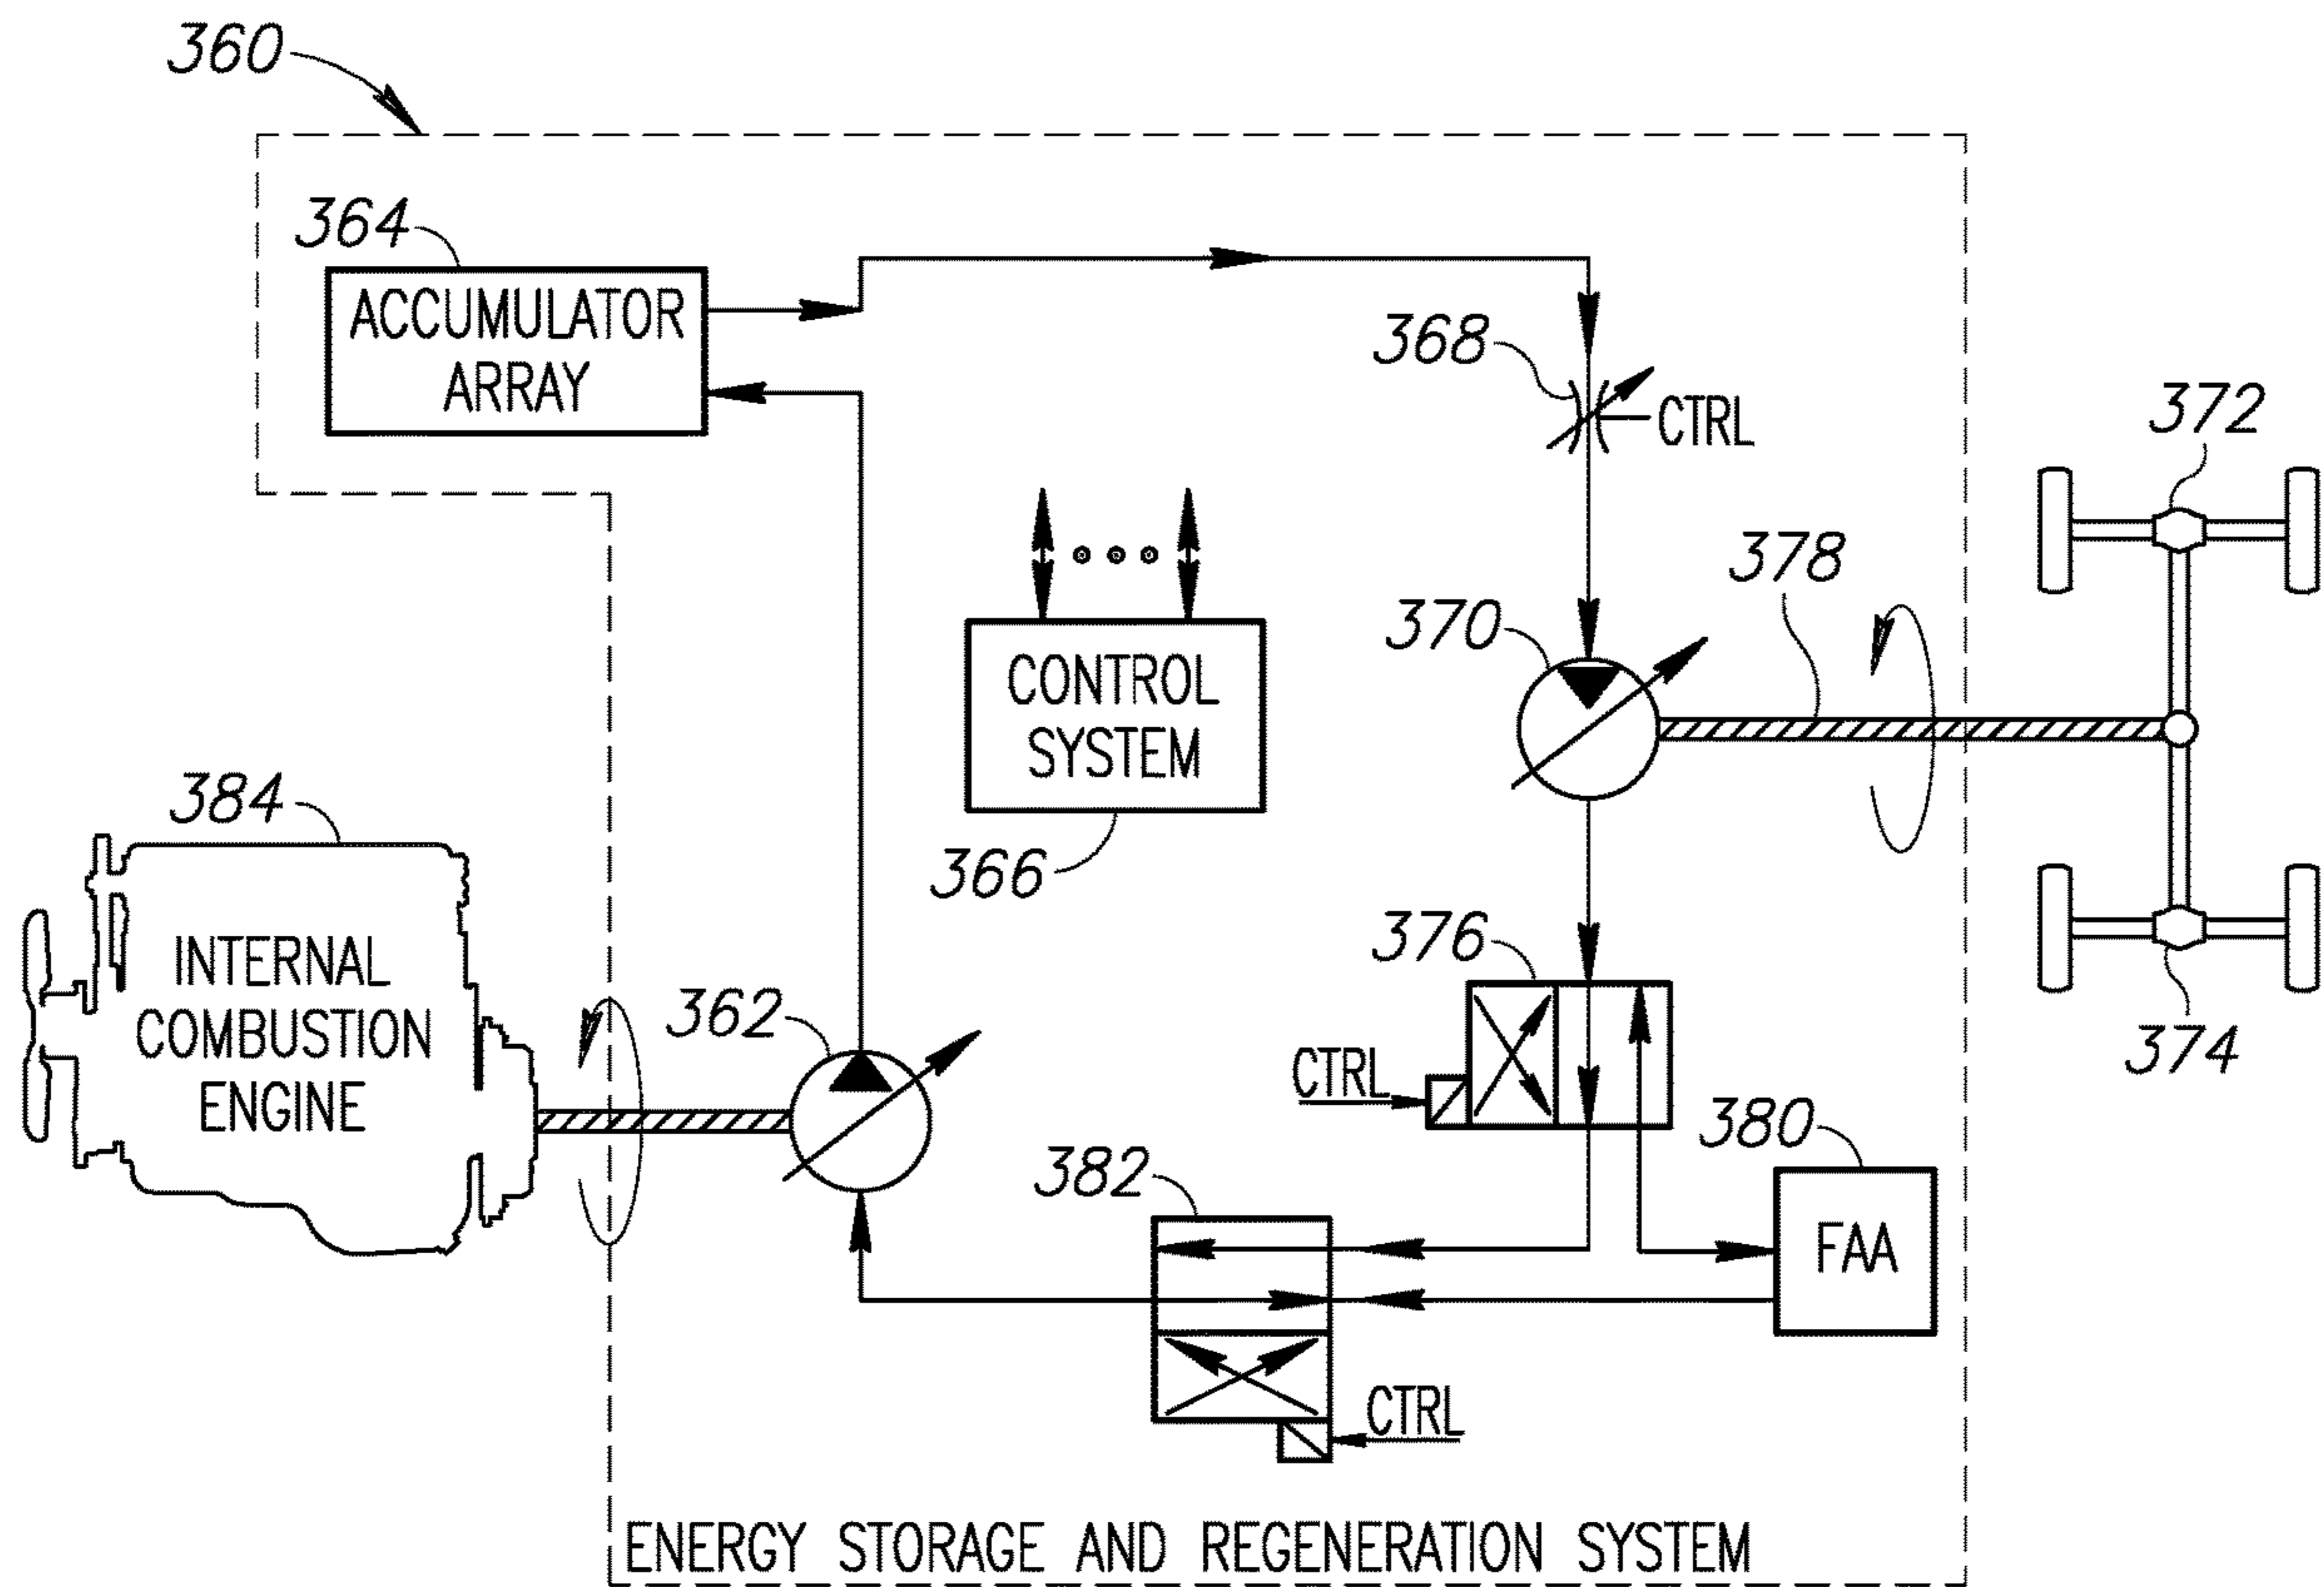 360
364
ACCUMULATOR
ARRAY
368
CTRL
372
378
370
CONTROL
SYSTEM
366
384
INTERNAL
COMBUSTION
ENGINE
362
376
CTRL
374
380
FAA
382
CTRL
ENERGY STORAGE AND REGENERATION SYSTEM